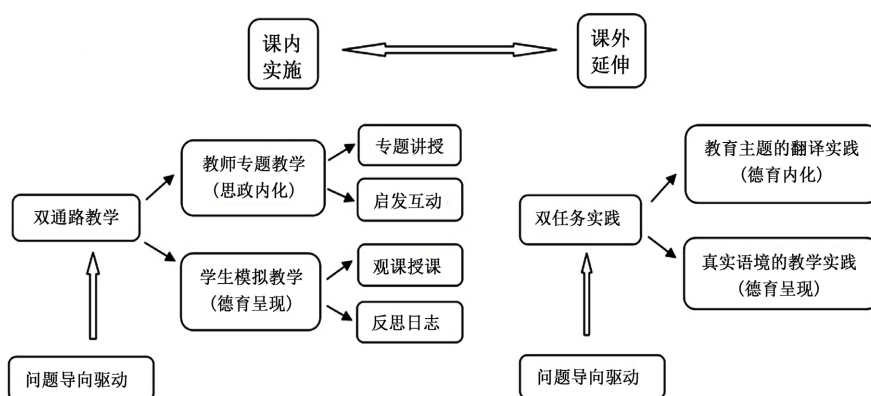 课内
实施
课外
延伸
双通路教学
教师专题教学
(思政内化)
专题讲授
启发互动
学生模拟教学
(德育呈现)
观课授课
反思日志
问题导向驱动
双任务实践
教育主题的翻译实践
(德育内化)
真实语境的教学实践
(德育呈现)
问题导向驱动